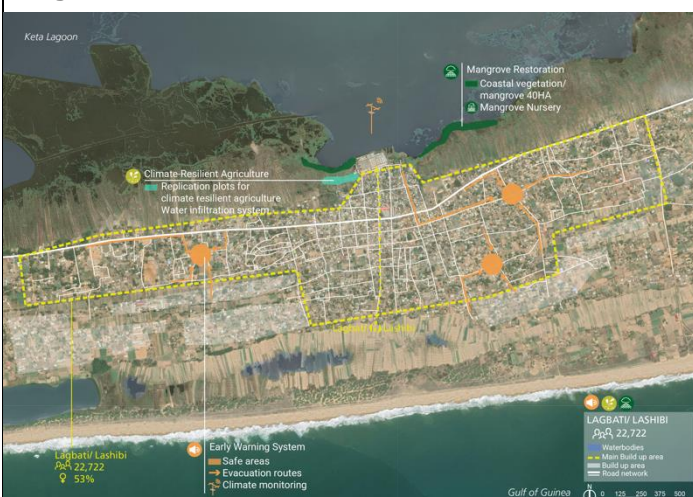 Keta Lagoon
Mangrove Restoration
Coastal vegetation/
mangrove 40HA
Mangrove Nursery
Climate-Resilient Agriculture
Replication plots for
climate resilient agriculture
Water infiltration system
Lagbati/ Lashibi
22,722
53%
Early Warning System
Safe areas
Evacuation routes
Climate monitoring
LAGBATI/ LASHIBI
22,722
Waterbodies
Main Build up area
Build up area
Road network
N
0 125 250 375 500
Gulf of Guinea